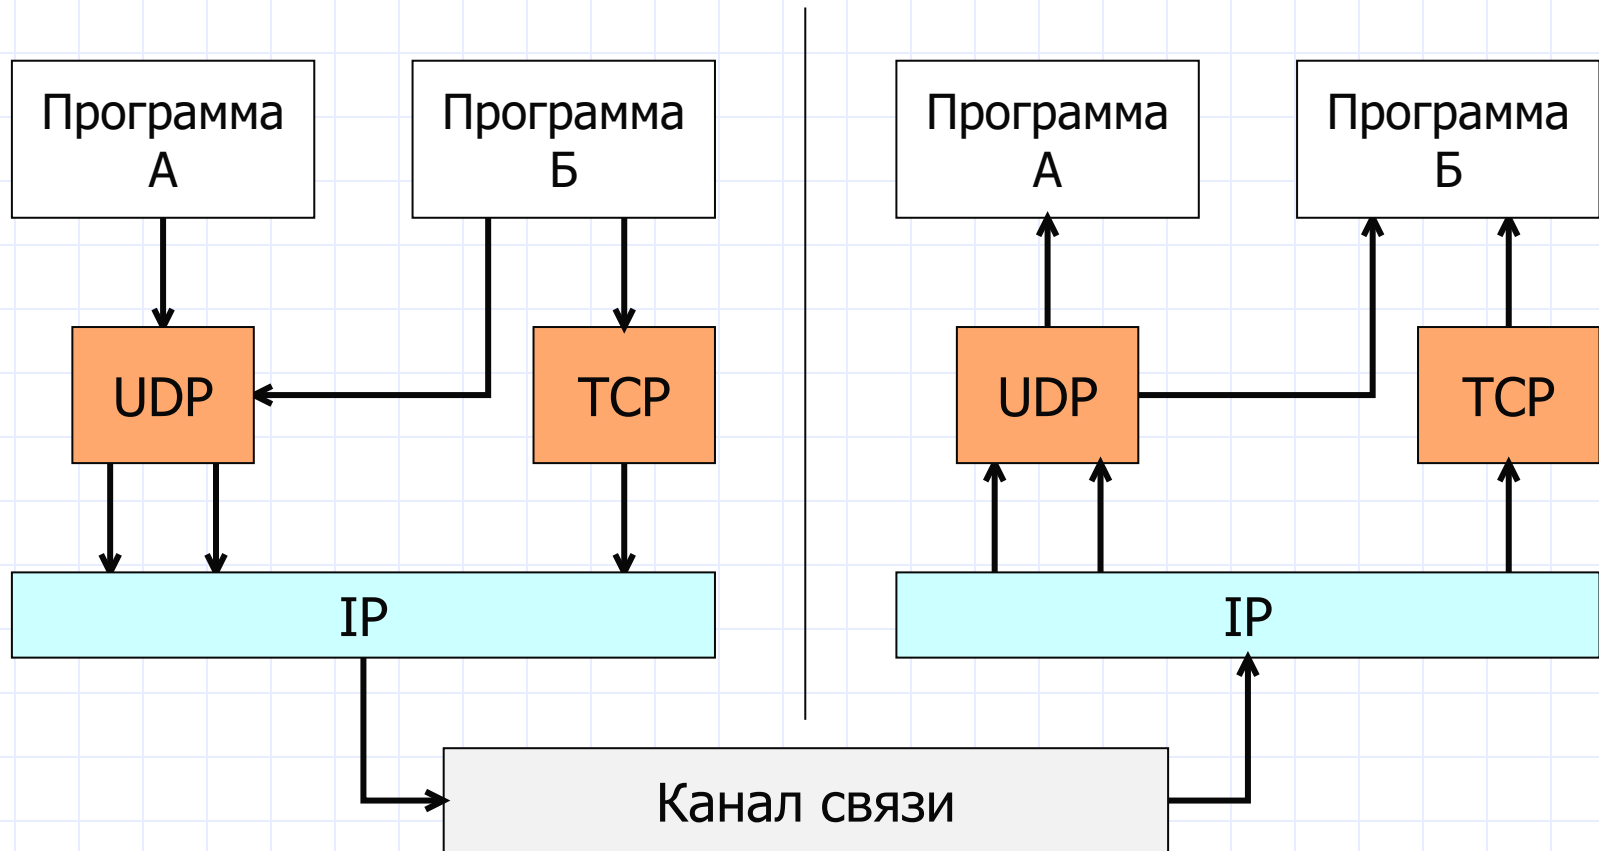 Программа
А
Программа
Б
Программа
А
Программа
Б
UDP
TCP
UDP
TCP
IP
IP
Канал связи